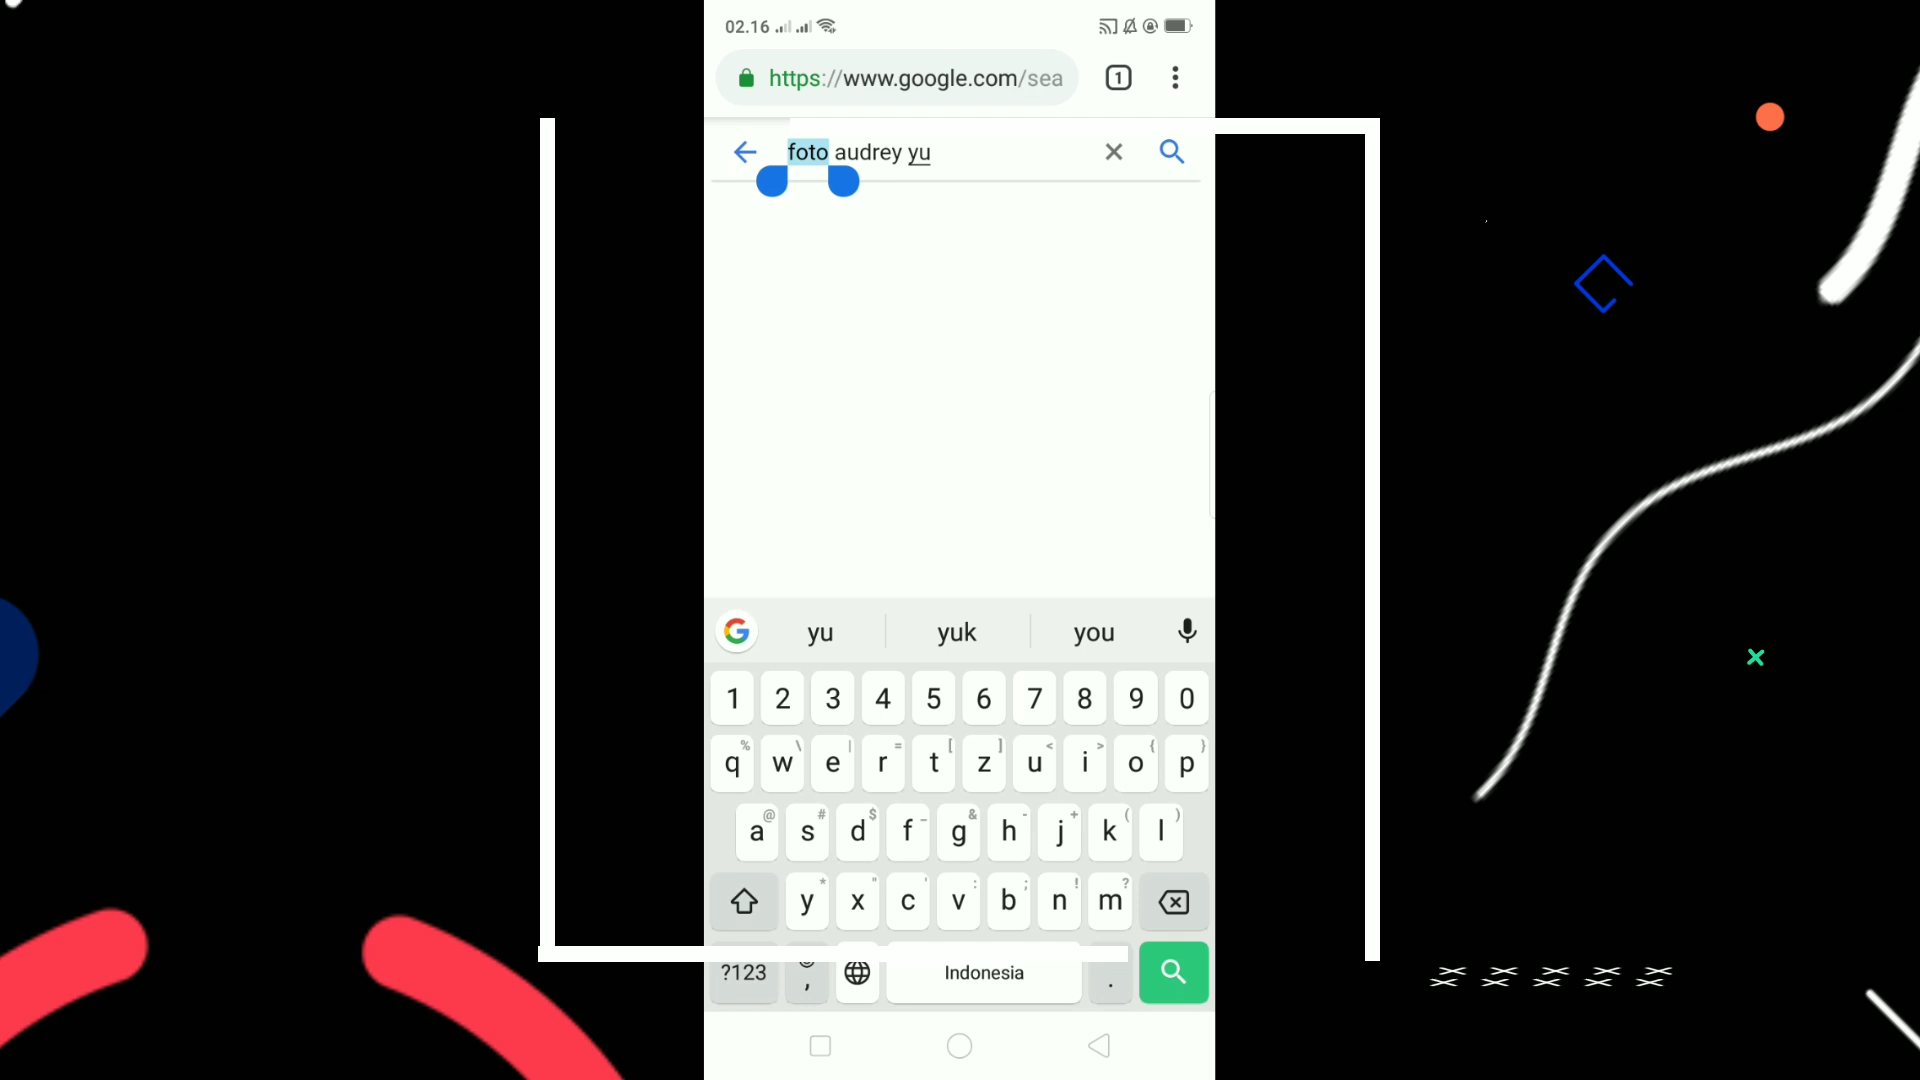 02.16
https://www.google.com/sea
1
foto audrey yu
yu yuk you
1 2 3 4 5 6 7 8 9 0
% \ | = [ ] < > { }
q w e r t z u i o p
@ # $ _ & - + ( )
a s d f g h j k l
* " ' : ; ! ?
y x c v b n m
?123 , Indonesia .